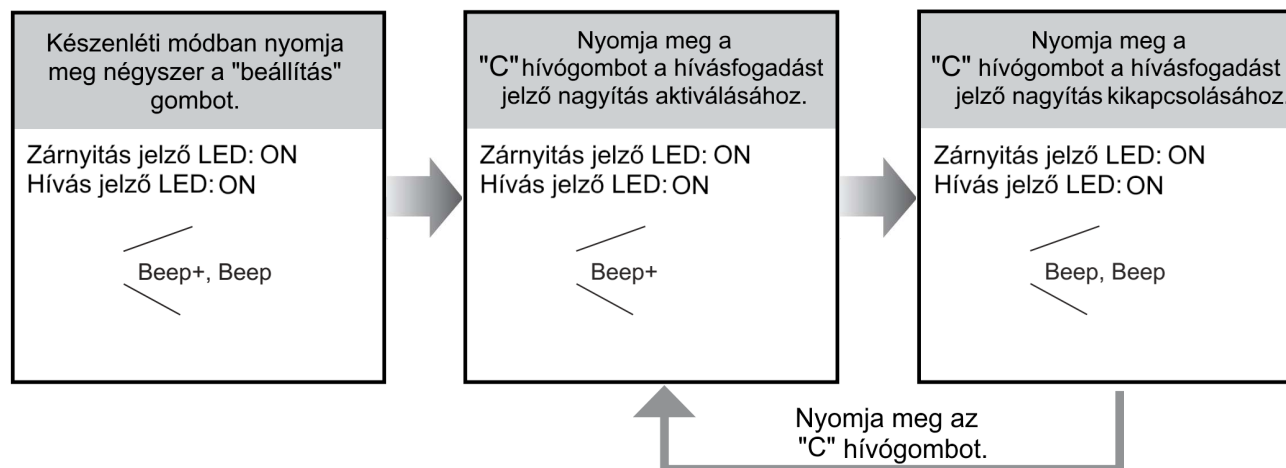 Készenléti módban nyomja
meg négyszer a "beállítás"
gombot.
Zárnyitás jelző LED: ON
Hívás jelző LED: ON
Beep+, Beep
Nyomja meg a
"C" hívógombot a hívásfogadást
jelző nagyítás aktiválásához.
Zárnyitás jelző LED: ON
Hívás jelző LED: ON
Beep+
Nyomja meg a
"C" hívógombot a hívásfogadást
jelző nagyítás kikapcsolásához
Zárnyitás jelző LED: ON
Hívás jelző LED: ON
Beep, Beep
Nyomja meg az
"C" hívógombot.